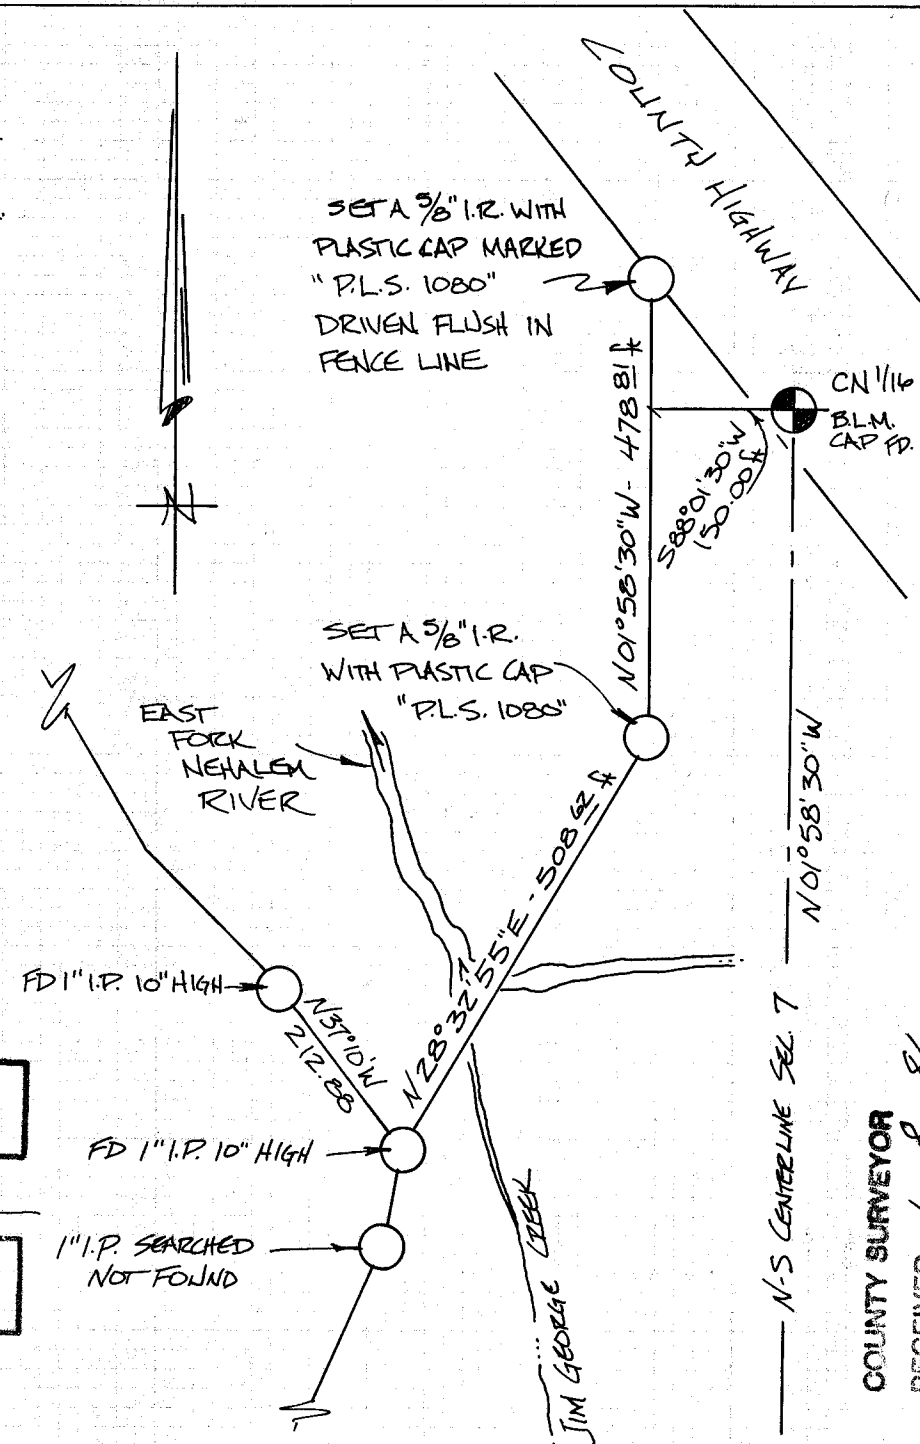 COUNTY HIGHWAY
SET A 5/8" I.R. WITH
PLASTIC CAP MARKED
"P.L.S. 1080"
DRIVEN FLUSH IN
FENCE LINE
CN 1/16
B.L.M.
CAP FD.
N01°58'30"W - 478 81 ft
S88°01'30"W
150.00 ft
N
SET A 5/8" I.R.
WITH PLASTIC CAP
"P.L.S. 1080"
EAST
FORK
NEHALEM
RIVER
N01°58'30"W
N28°32'55"E - 508 62 ft
FD 1" I.P. 10" HIGH
N37°10'W
212.88
FD 1" I.P. 10" HIGH
1" I.P. SEARCHED
NOT FOUND
JIM GEORGE CREEK
N-S CENTERLINE SEC. 7
COUNTY SURVEYOR
RECEIVED